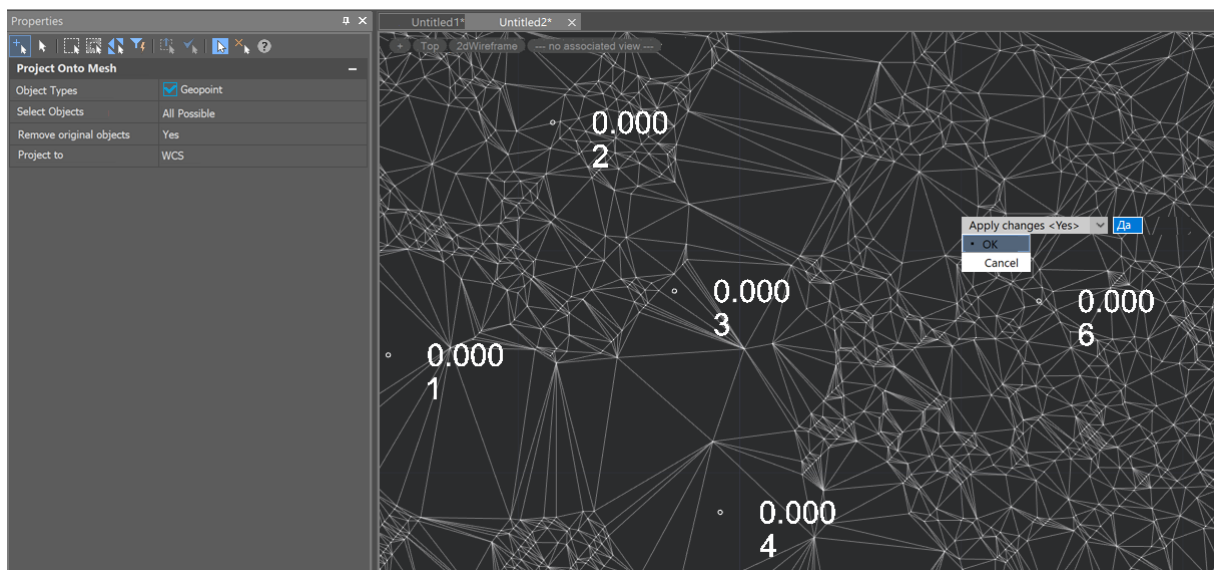 Properties
Project Onto Mesh
Object Types Geopoint
Select Objects All Possible
Remove original objects Yes
Project to WCS
Untitled1* Untitled2*
+ Top 2dWireframe --- no associated view ---
0.000
2
Apply changes <Yes> Да
OK
Cancel
0.000
3
0.000
6
0.000
1
0.000
4